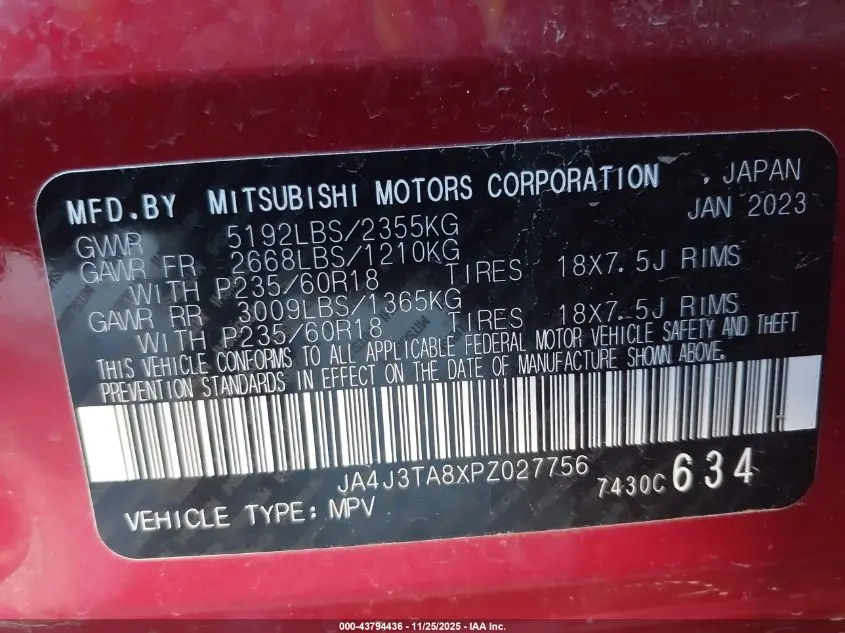 MFD.BY MITSUBISHI MOTORS CORPORATION , JAPAN
JAN 2023
GVWR 5192LBS/2355KG
GAWR FR 2668LBS/1210KG
WITH P235/60R18 TIRES 18X7.5J RIMS
GAWR RR 3009LBS/1365KG
WITH P235/60R18 TIRES 18X7.5J RIMS
THIS VEHICLE CONFORMS TO ALL APPLICABLE FEDERAL MOTOR VEHICLE SAFETY AND THEFT
PREVENTION STANDARDS IN EFFECT ON THE DATE OF MANUFACTURE SHOWN ABOVE.
JA4J3TA8XPZ027756
7430C 634
VEHICLE TYPE: MPV
000-43794436 - 11/25/2025 - IAA Inc.